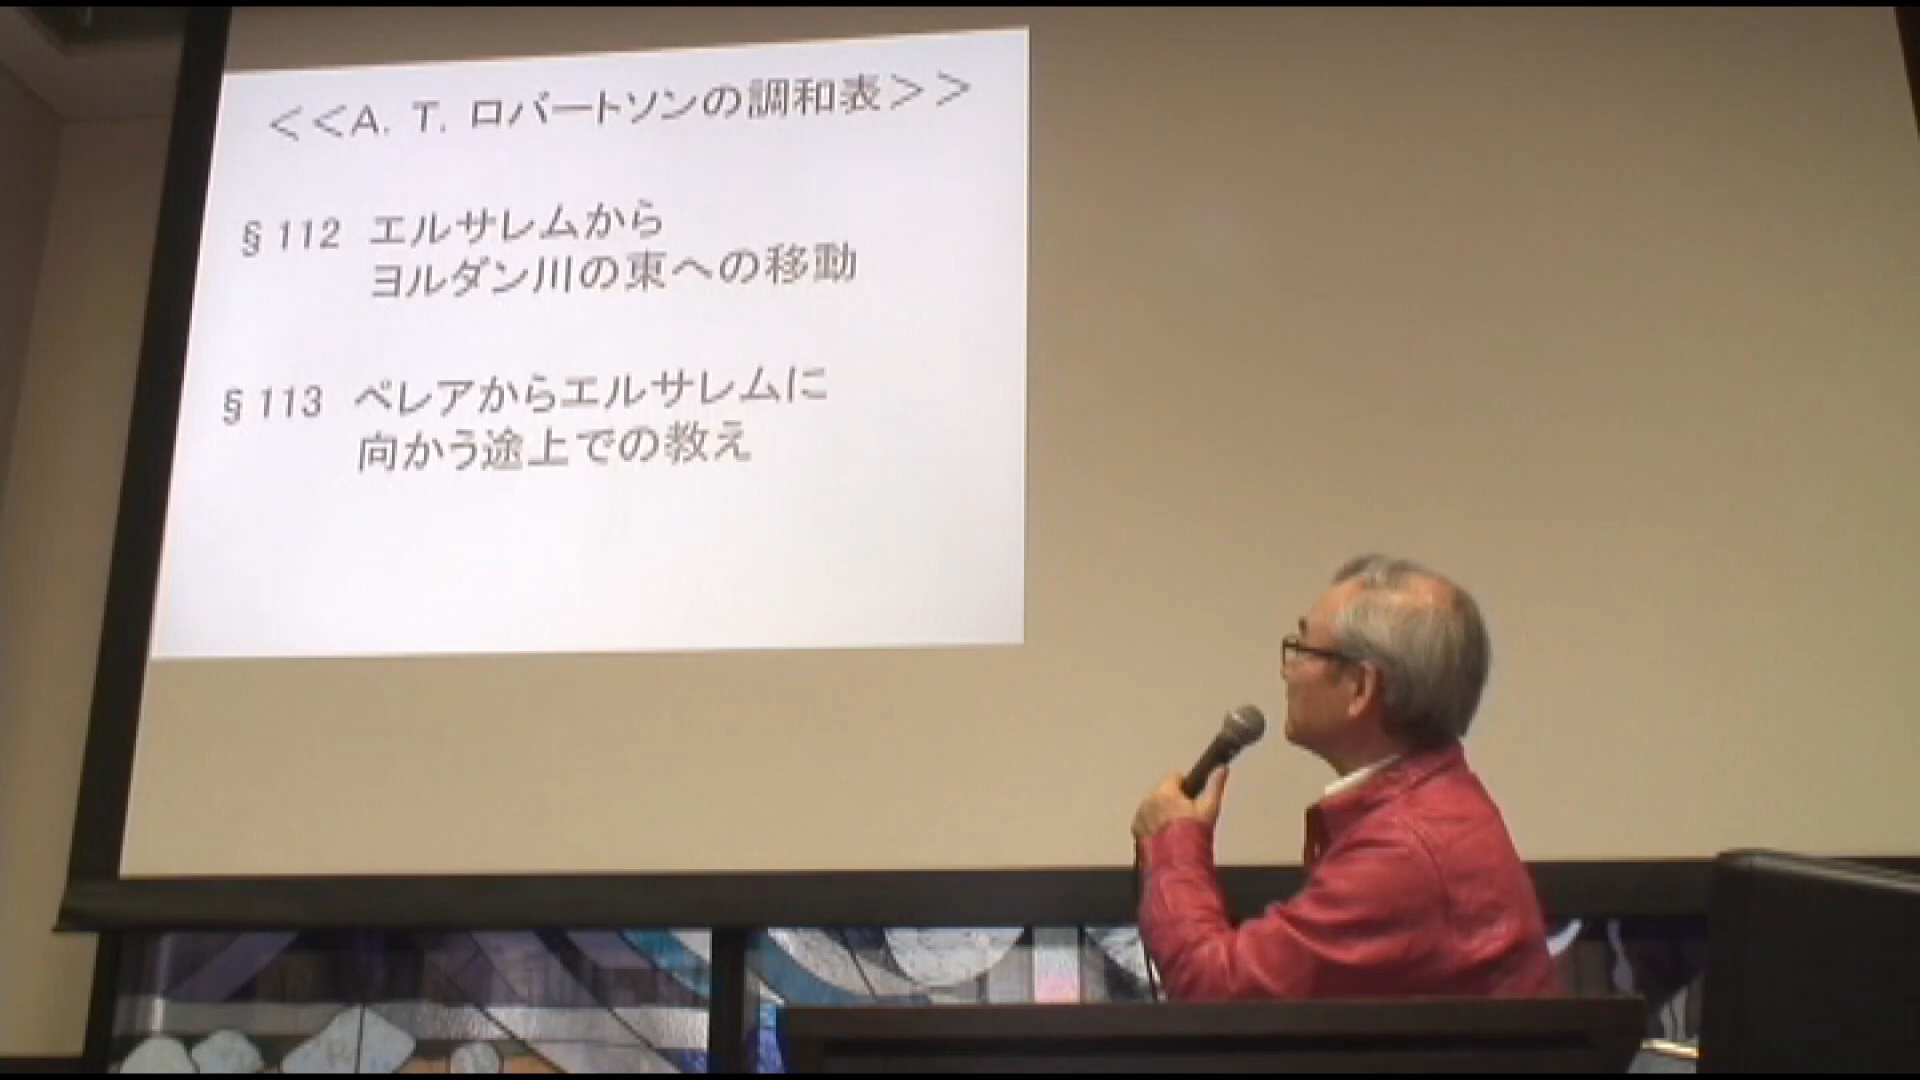 <<A. T. ロバートソンの調和表>>
§112 エルサレムから
ヨルダン川の東への移動
§113 ペレアからエルサレムに
向かう途上での教え